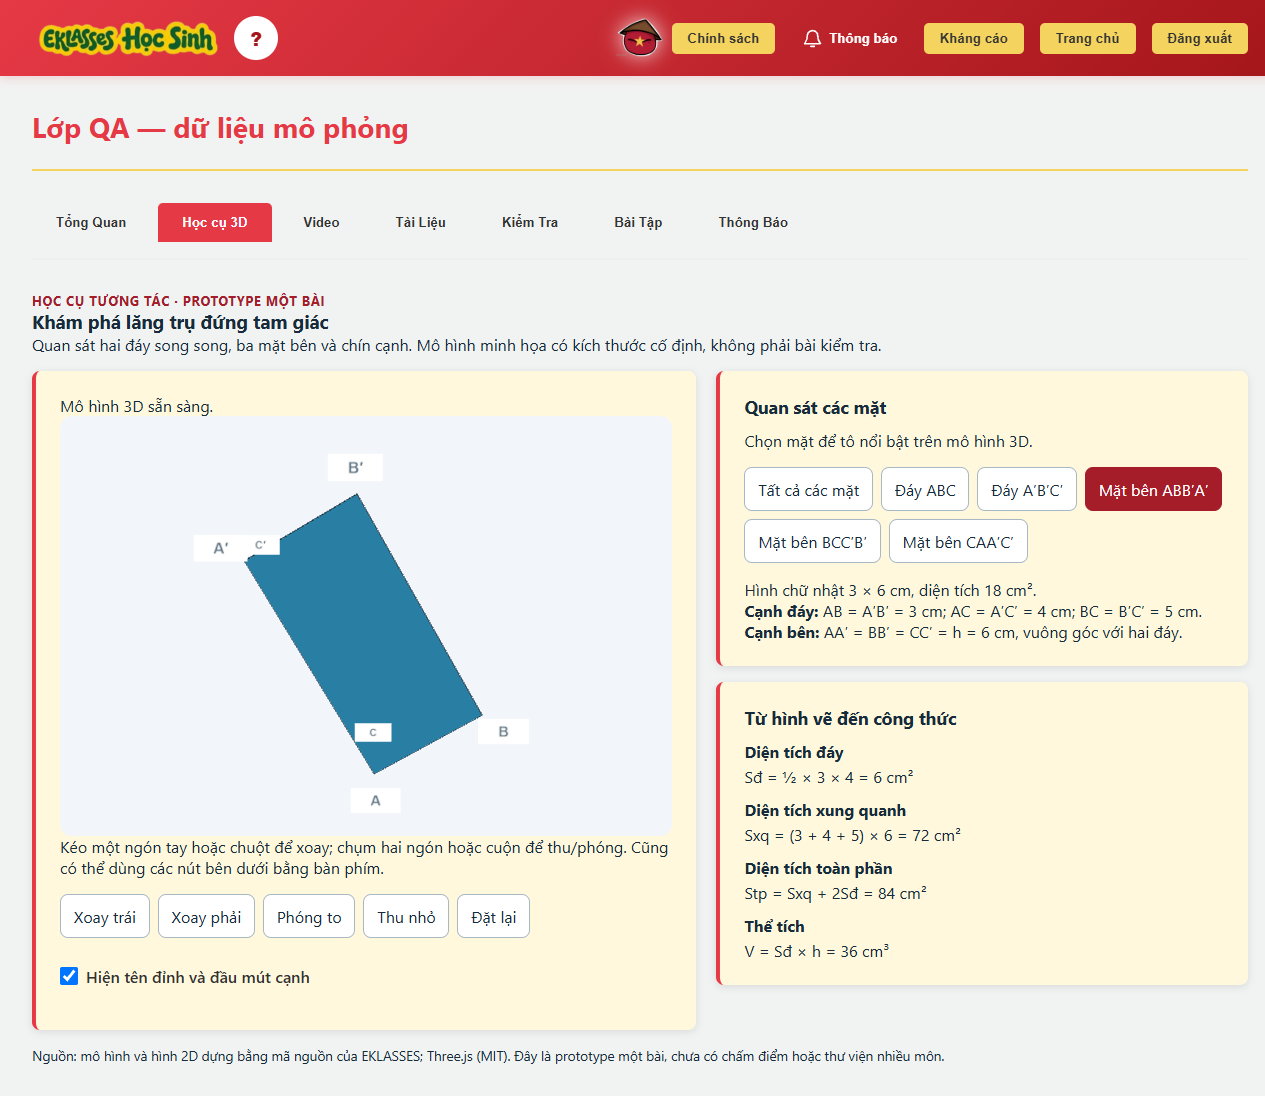 EKLASSES Học Sinh
?
Chính sách
Thông báo
Kháng cáo
Trang chủ
Đăng xuất
Lớp QA — dữ liệu mô phỏng
Tổng Quan
Học cụ 3D
Video
Tài Liệu
Kiểm Tra
Bài Tập
Thông Báo
HỌC CỤ TƯƠNG TÁC · PROTOTYPE MỘT BÀI
Khám phá lăng trụ đứng tam giác
Quan sát hai đáy song song, ba mặt bên và chín cạnh. Mô hình minh họa có kích thước cố định, không phải bài kiểm tra.
Mô hình 3D sẵn sàng.
B′
A′
C′
C
B
A
Kéo một ngón tay hoặc chuột để xoay; chụm hai ngón hoặc cuộn để thu/phóng. Cũng
có thể dùng các nút bên dưới bằng bàn phím.
Xoay trái
Xoay phải
Phóng to
Thu nhỏ
Đặt lại
Hiện tên đỉnh và đầu mút cạnh
Quan sát các mặt
Chọn mặt để tô nổi bật trên mô hình 3D.
Tất cả các mặt
Đáy ABC
Đáy A′B′C′
Mặt bên ABB′A′
Mặt bên BCC′B′
Mặt bên CAA′C′
Hình chữ nhật 3 × 6 cm, diện tích 18 cm².
Cạnh đáy: AB = A′B′ = 3 cm; AC = A′C′ = 4 cm; BC = B′C′ = 5 cm.
Cạnh bên: AA′ = BB′ = CC′ = h = 6 cm, vuông góc với hai đáy.
Từ hình vẽ đến công thức
Diện tích đáy
Sđ = ½ × 3 × 4 = 6 cm²
Diện tích xung quanh
Sxq = (3 + 4 + 5) × 6 = 72 cm²
Diện tích toàn phần
Stp = Sxq + 2Sđ = 84 cm²
Thể tích
V = Sđ × h = 36 cm³
Nguồn: mô hình và hình 2D dựng bằng mã nguồn của EKLASSES; Three.js (MIT). Đây là prototype một bài, chưa có chấm điểm hoặc thư viện nhiều môn.